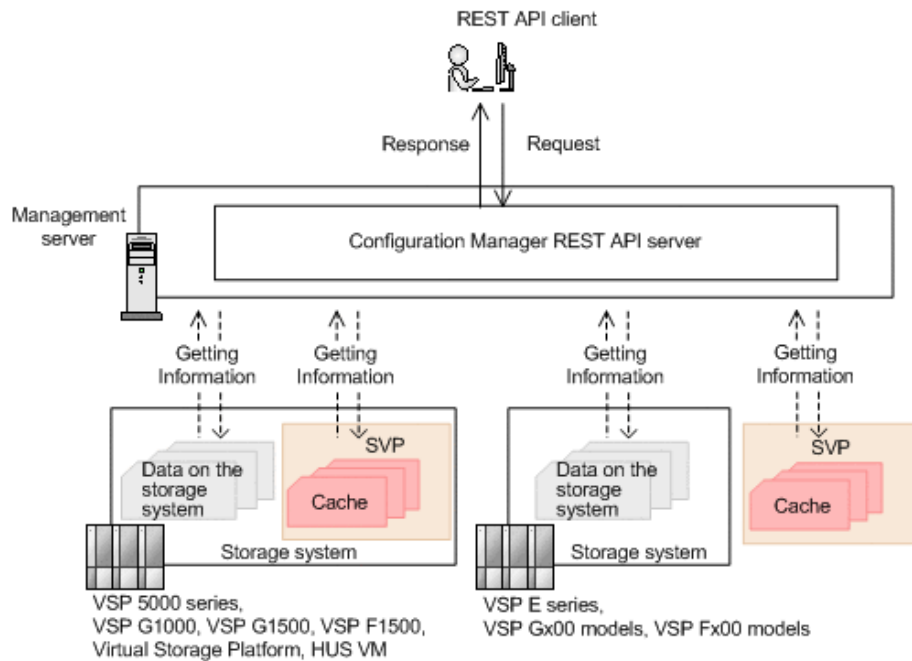 REST API client
Response
Request
Management
server
Configuration Manager REST API server
Getting
Information
Getting
Information
Getting
Information
Getting
Information
Data on the
storage
system
SVP
Cache
Storage system
Data on the
storage
system
Storage system
SVP
Cache
VSP 5000 series,
VSP G1000, VSP G1500, VSP F1500,
Virtual Storage Platform, HUS VM
VSP E series,
VSP Gx00 models, VSP Fx00 models